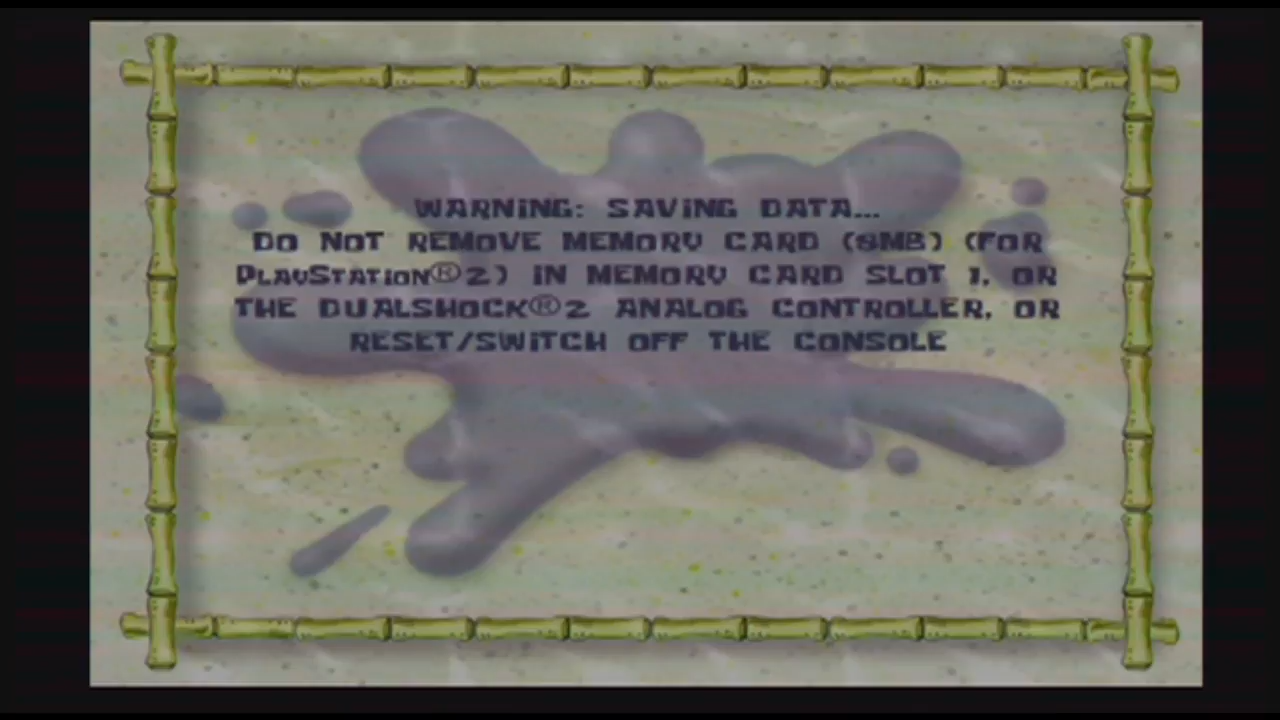 WARNING: SAVING DATA...
DO NOT REMOVE MEMORY CARD (8MB) (FOR
PLAYSTATION®2) IN MEMORY CARD SLOT 1, OR
THE DUALSHOCK®2 ANALOG CONTROLLER, OR
RESET/SWITCH OFF THE CONSOLE